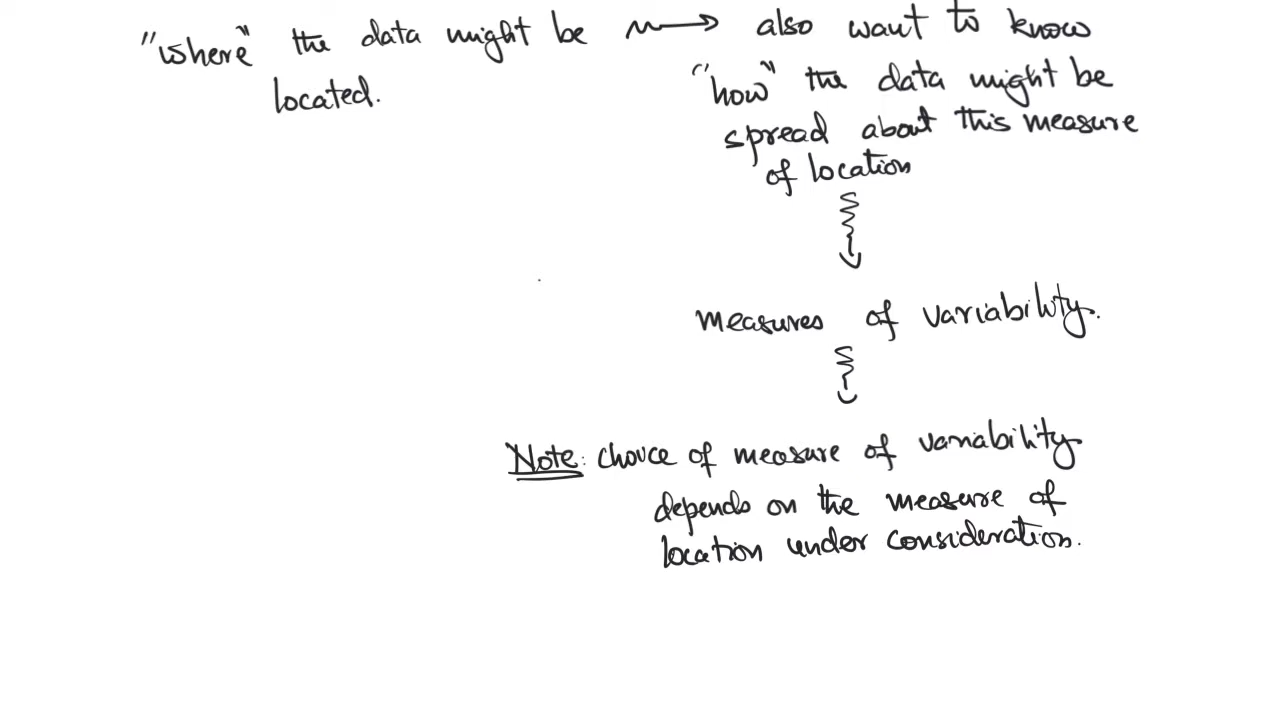 "where" the data might be → also want to know
located.
"how" the data might be
spread about this measure
of location
measures of variability.
Note: choice of measure of variability
depends on the measure of
location under consideration.